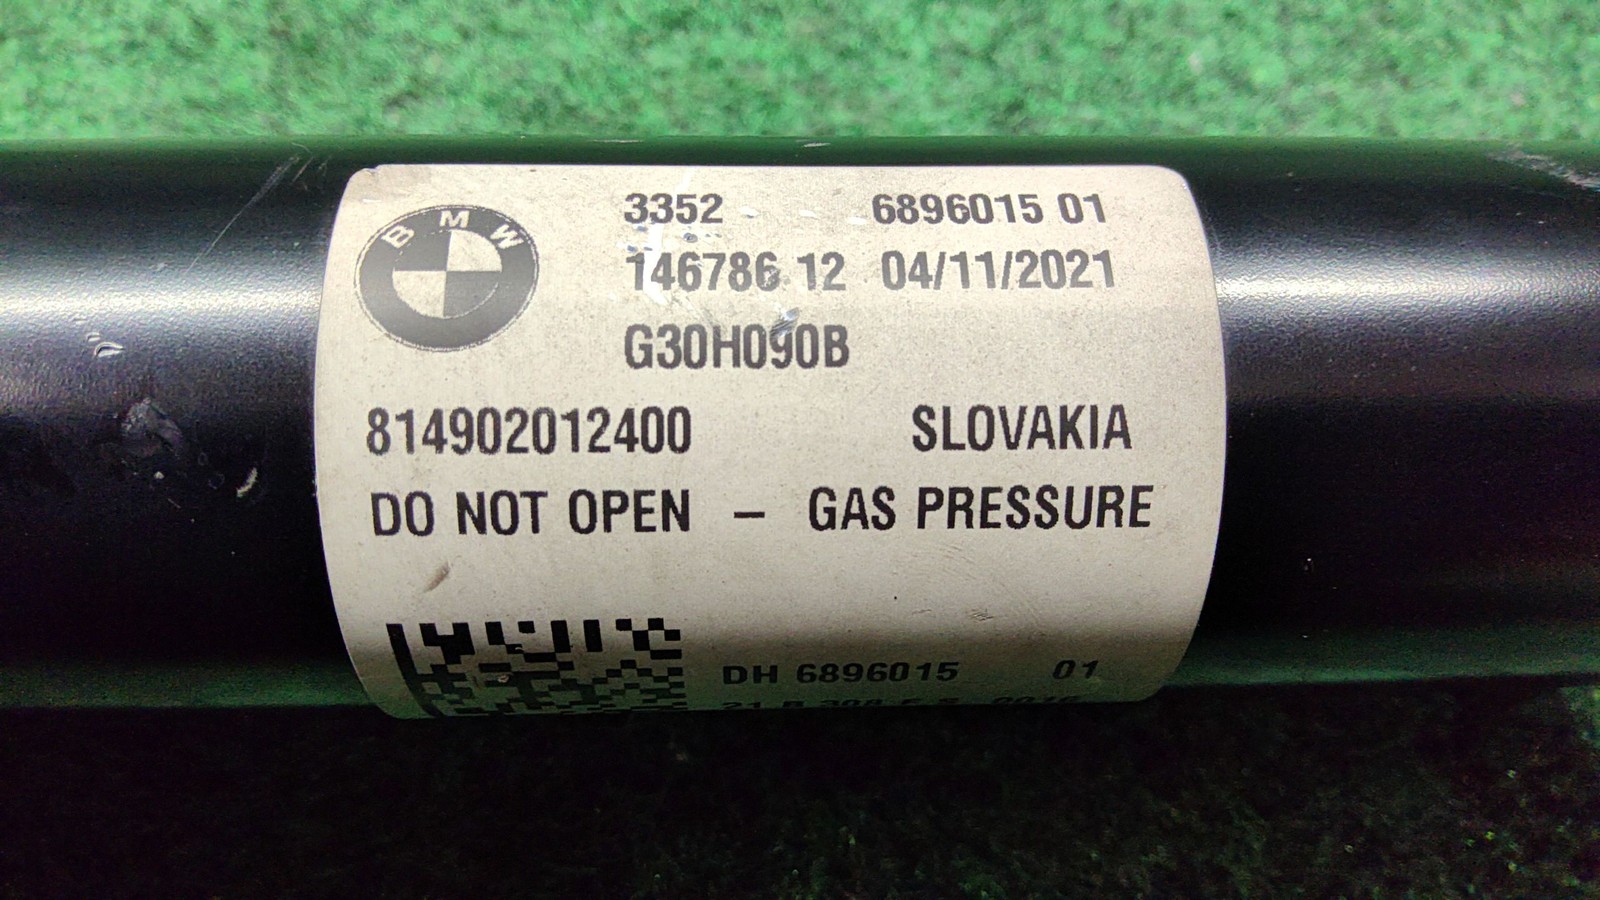 BMW
3352 6896015 01
146786 12 04/11/2021
G30H090B
814902012400 SLOVAKIA
DO NOT OPEN – GAS PRESSURE
DH 6896015 01